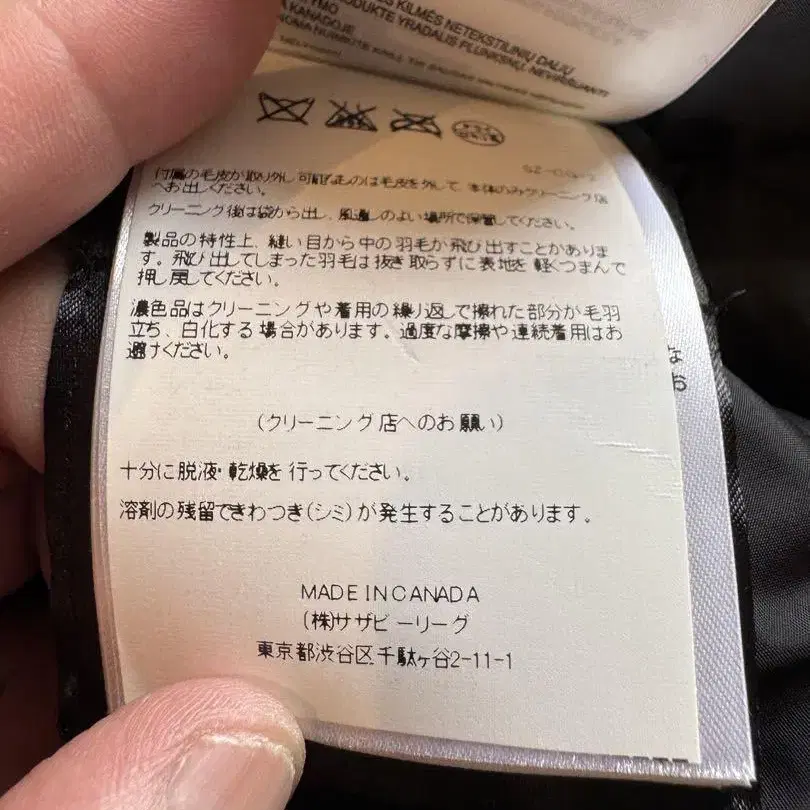 ĖS KILMĖS NETEKSTILINIŲ DALIŲ
YMO
KANADOJE
SZ-CG-2
付属の毛皮が取り外し可能なものは毛皮を外して、本体のみクリーニング店
へお出しください。
クリーニング後は袋から出し、風通しのよい場所で保管してください。
製品の特性上、縫い目から中の羽毛が飛び出すことがありま
す。飛び出してしまった羽毛は抜き取らずに表地を軽くつまんで
押し戻してください。
濃色品はクリーニングや着用の繰り返しで擦れた部分が毛羽
立ち、白化する場合があります。過度な摩擦や連続着用はお
避けください。
な
お
(クリーニング店へのお願い)
十分に脱液・乾燥を行ってください。
溶剤の残留できわつき(シミ)が発生することがあります。
MADE IN CANADA
(株)サザビーリーグ
東京都渋谷区千駄ヶ谷2-11-1